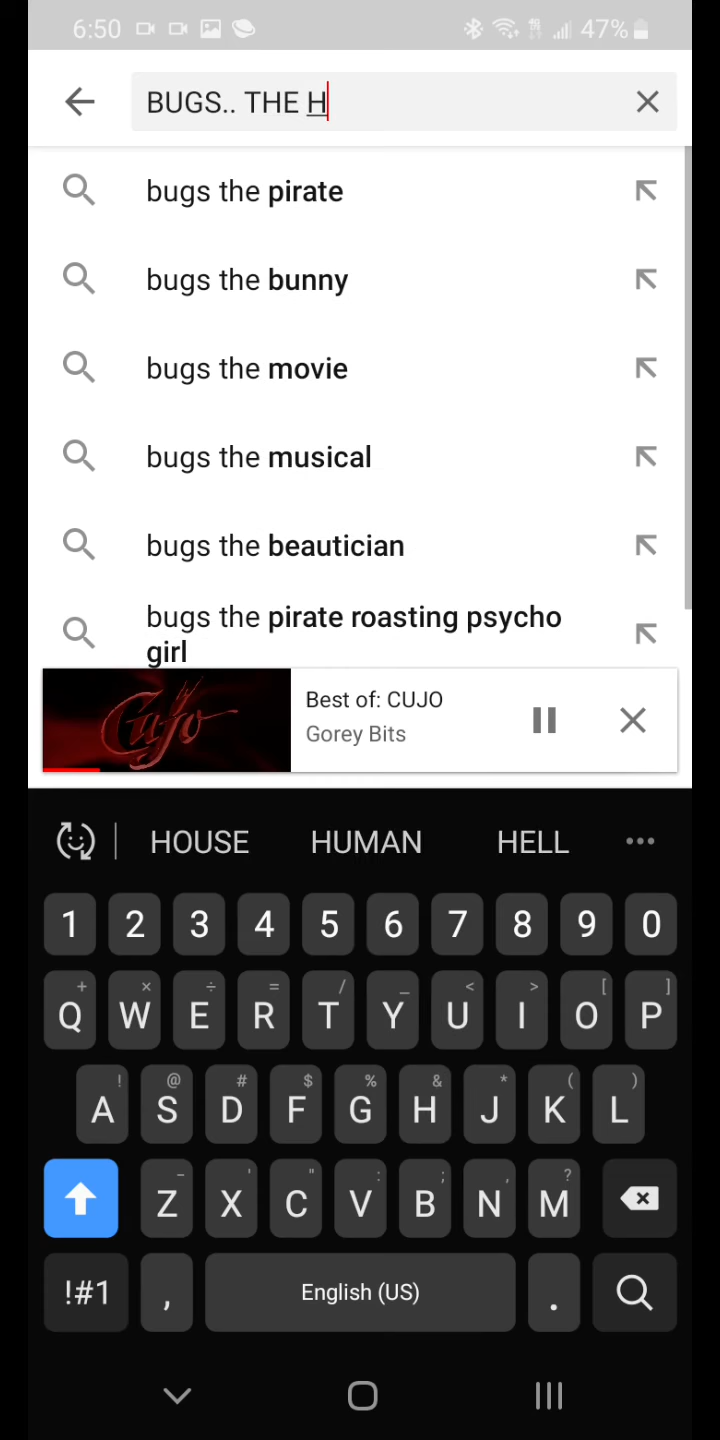 6:50 47%
BUGS.. THE H
bugs the pirate
bugs the bunny
bugs the movie
bugs the musical
bugs the beautician
bugs the pirate roasting psycho
girl
Cujo
Best of: CUJO
Gorey Bits
HOUSE HUMAN HELL
1 2 3 4 5 6 7 8 9 0
+ × ÷ = / _ < > [ ]
Q W E R T Y U I O P
! @ # $ % & * ( )
A S D F G H J K L
- ' " : ; , ?
Z X C V B N M
!#1 , English (US) .